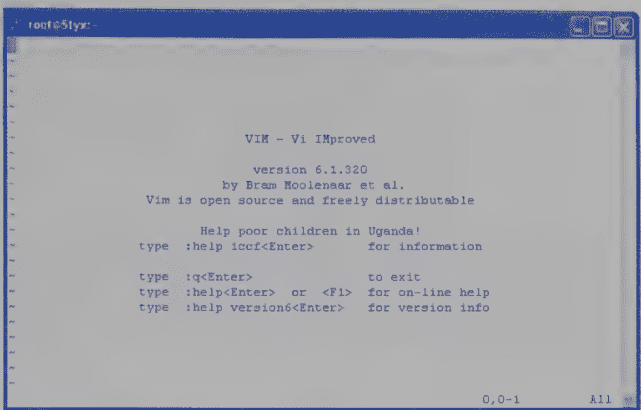 root@Styx:~
VIM - Vi IMproved
version 6.1.320
by Bram Moolenaar et al.
Vim is open source and freely distributable
Help poor children in Uganda!
type :help iccf<Enter> for information
type :q<Enter> to exit
type :help<Enter> or <F1> for on-line help
type :help version6<Enter> for version info
0,0-1 All